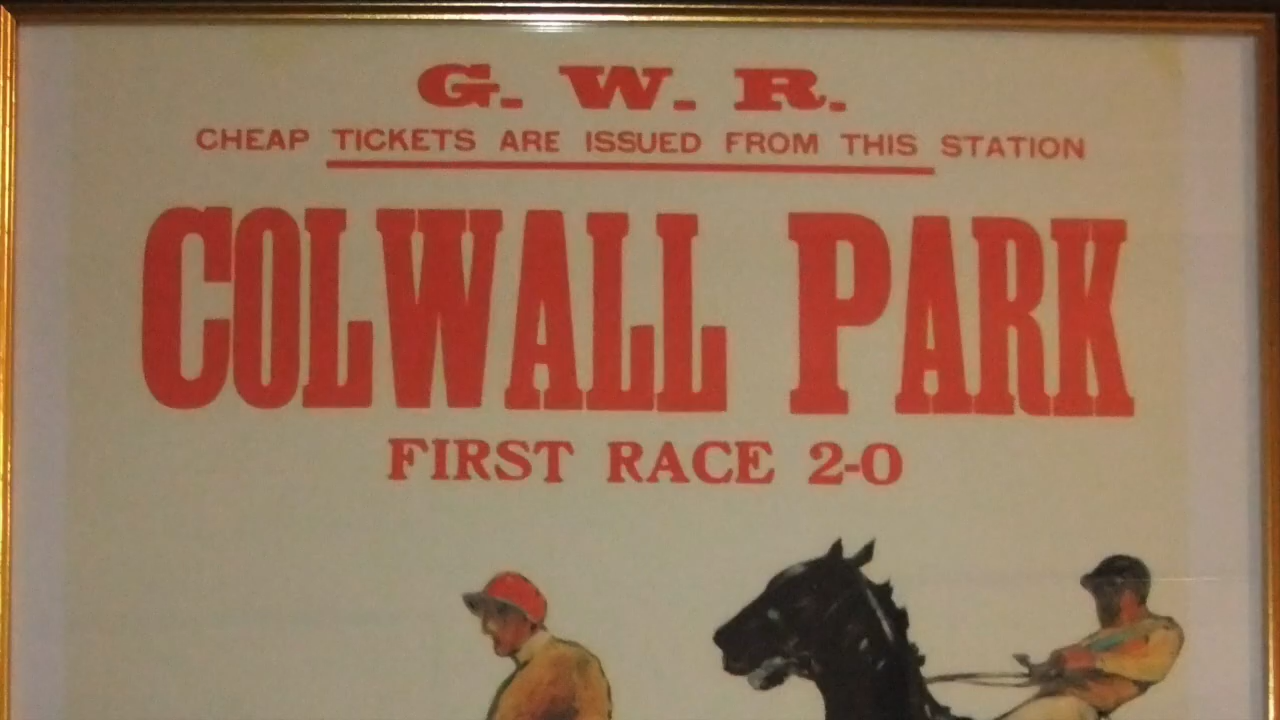 G. W. R.
CHEAP TICKETS ARE ISSUED FROM THIS STATION
COLWALL PARK
FIRST RACE 2-0